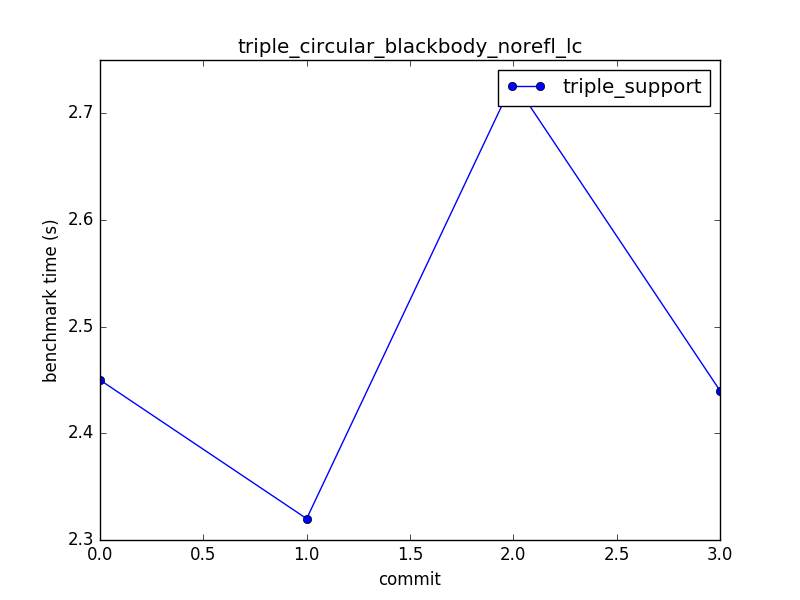 triple_circular_blackbody_norefl_lc
triple_support
benchmark time (s)
2.7
2.6
2.5
2.4
2.3
0.0 0.5 1.0 1.5 2.0 2.5 3.0
commit